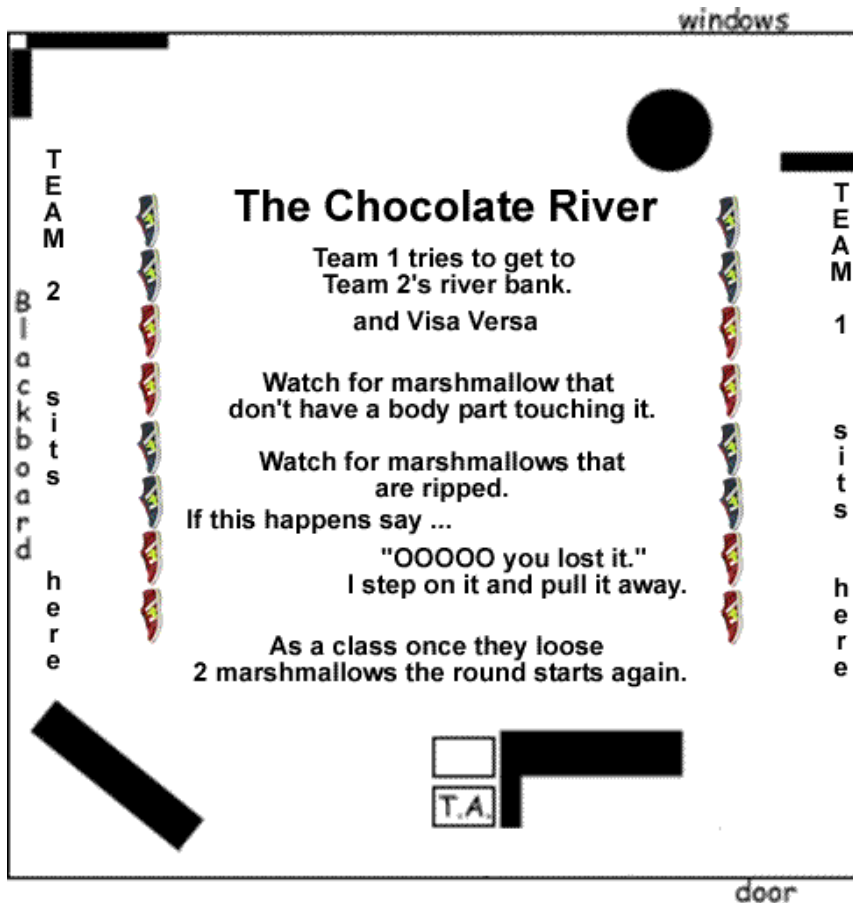 windows
TEAM 2 sits here
Blackboard
The Chocolate River
Team 1 tries to get to
Team 2's river bank.
and Visa Versa
Watch for marshmallow that
don't have a body part touching it.
Watch for marshmallows that
are ripped.
If this happens say ...
"OOOOO you lost it."
I step on it and pull it away.
As a class once they loose
2 marshmallows the round starts again.
TEAM 1 sits here
T.A.
door